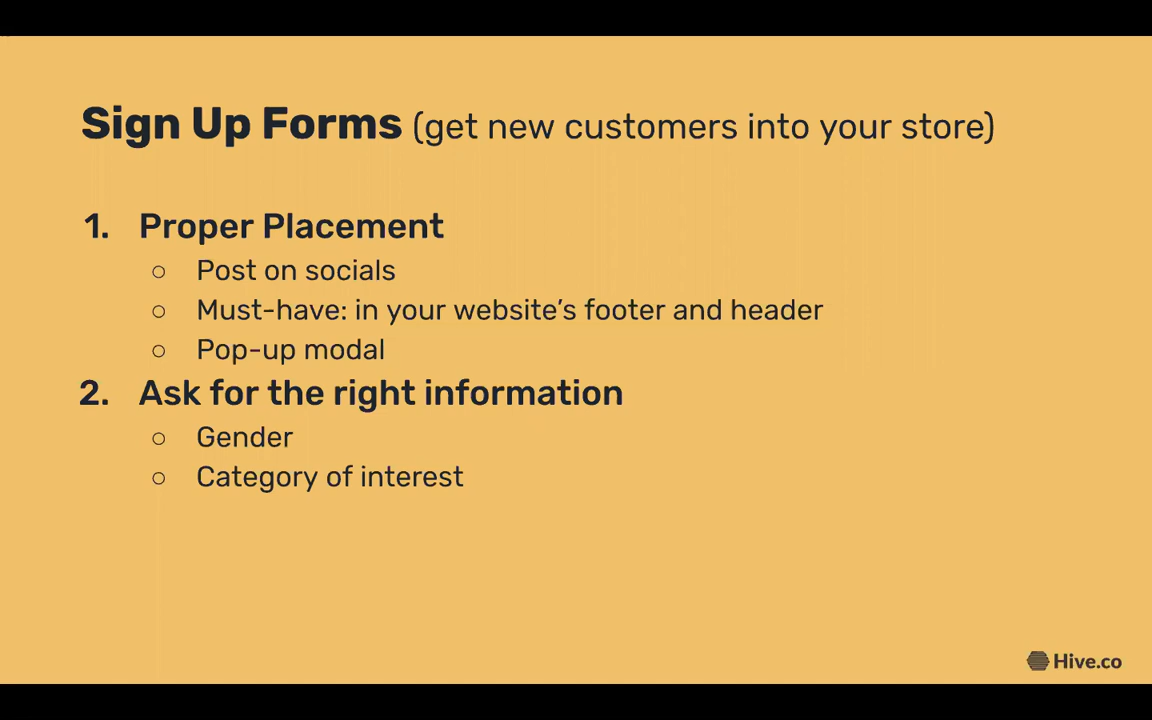 Sign Up Forms (get new customers into your store)
1. Proper Placement
○ Post on socials
○ Must-have: in your website’s footer and header
○ Pop-up modal
2. Ask for the right information
○ Gender
○ Category of interest
Hive.co